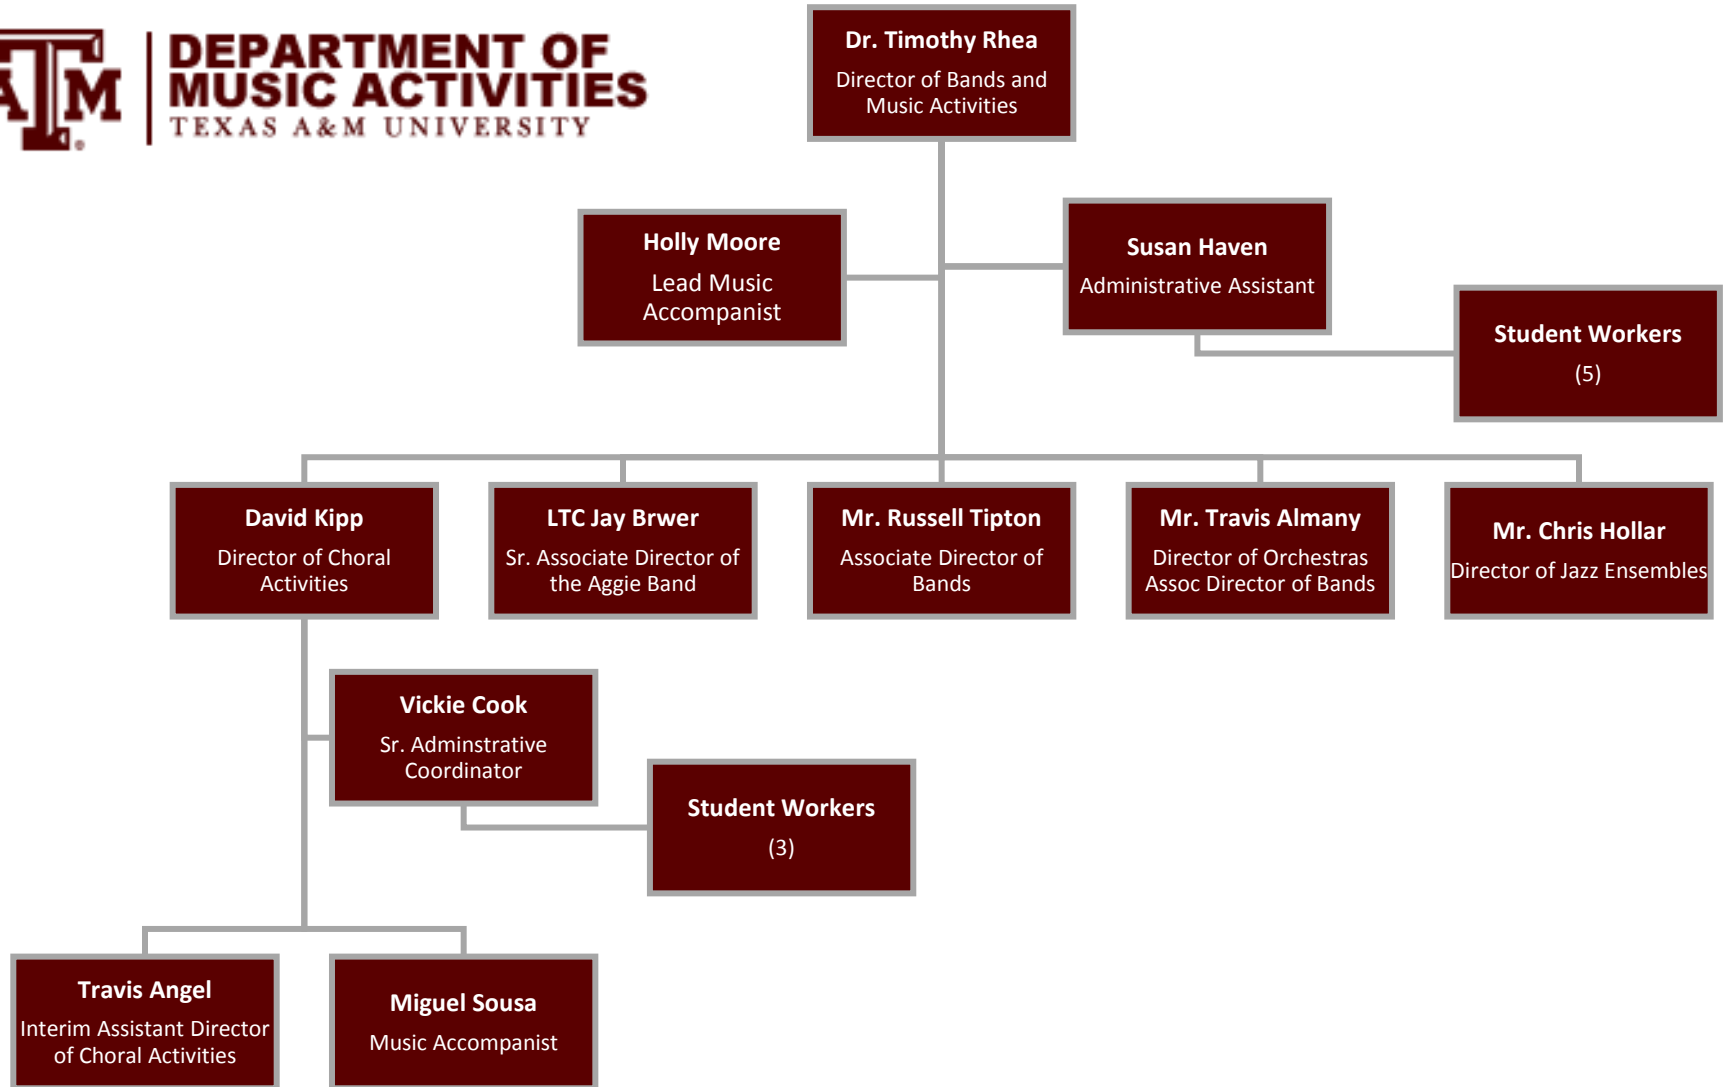 ATM
DEPARTMENT OF
MUSIC ACTIVITIES
TEXAS A&M UNIVERSITY
Dr. Timothy Rhea
Director of Bands and
Music Activities
Holly Moore
Lead Music
Accompanist
Susan Haven
Administrative Assistant
Student Workers
(5)
David Kipp
Director of Choral
Activities
LTC Jay Brwer
Sr. Associate Director of
the Aggie Band
Mr. Russell Tipton
Associate Director of
Bands
Mr. Travis Almany
Director of Orchestras
Assoc Director of Bands
Mr. Chris Hollar
Director of Jazz Ensembles
Vickie Cook
Sr. Adminstrative
Coordinator
Student Workers
(3)
Travis Angel
Interim Assistant Director
of Choral Activities
Miguel Sousa
Music Accompanist